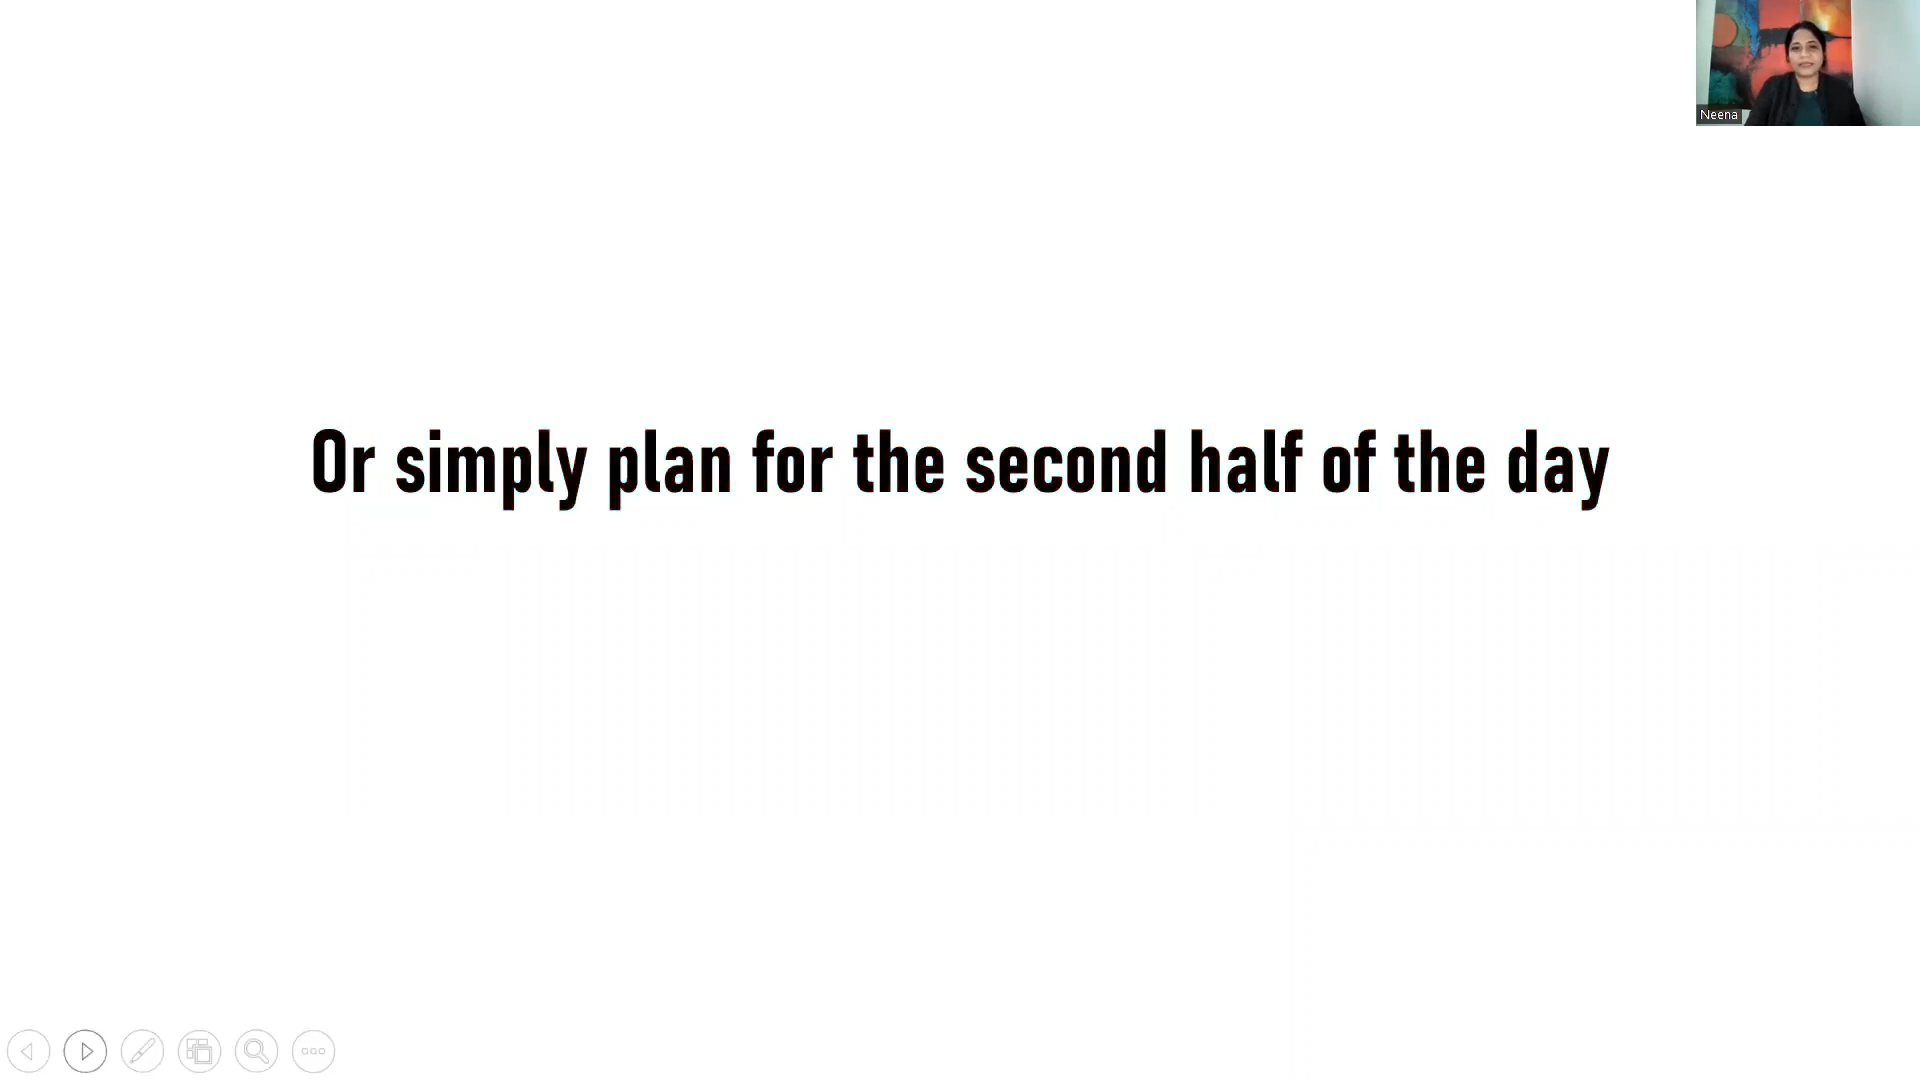 Neena
Or simply plan for the second half of the day